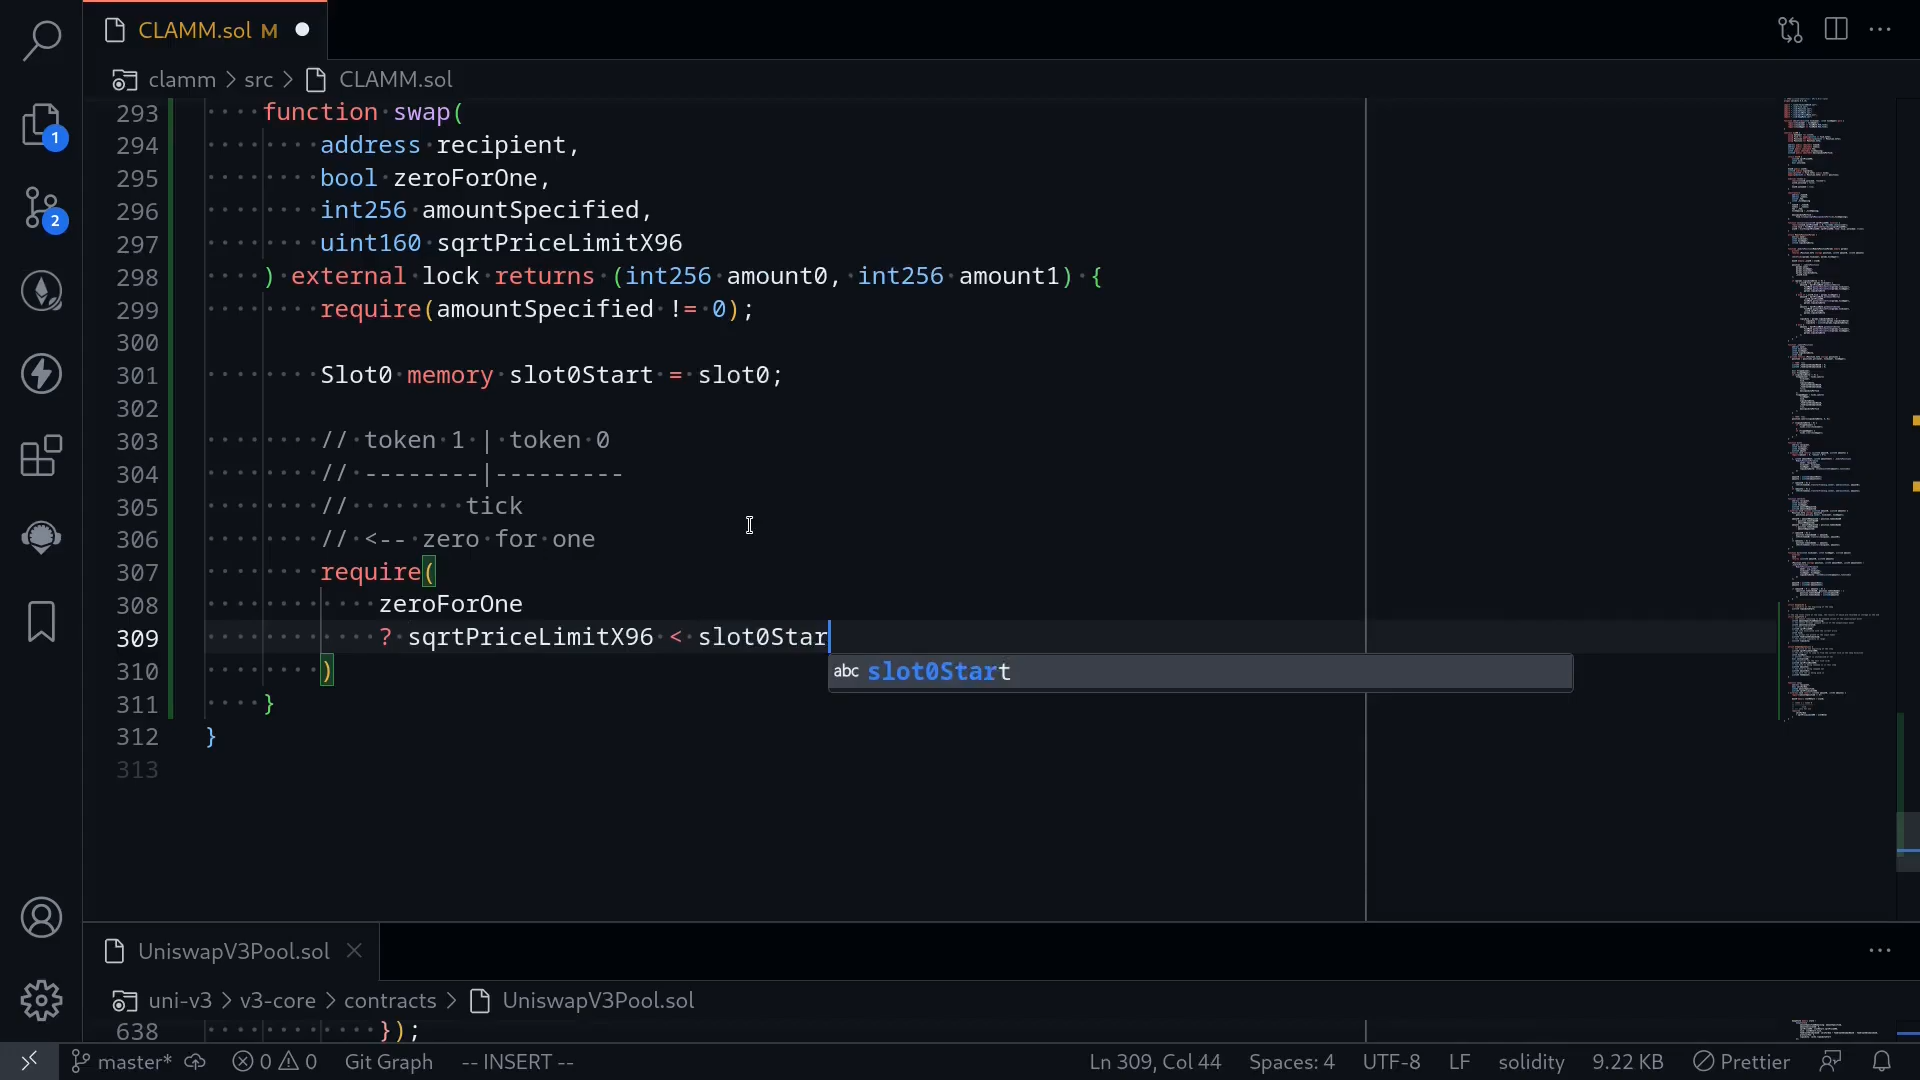 CLAMM.sol M
clamm > src > CLAMM.sol
293 function swap(
294 address recipient,
295 bool zeroForOne,
296 int256 amountSpecified,
297 uint160 sqrtPriceLimitX96
298 ) external lock returns (int256 amount0, int256 amount1) {
299 require(amountSpecified != 0);
300
301 Slot0 memory slot0Start = slot0;
302
303 // token 1 | token 0
304 // --------|---------
305 // tick
306 // <-- zero for one
307 require(
308 zeroForOne
309 ? sqrtPriceLimitX96 < slot0Star
310 )
abc slot0Start
311 }
312 }
313
1
2
UniswapV3Pool.sol
uni-v3 > v3-core > contracts > UniswapV3Pool.sol
638 });
master* 0 0 Git Graph -- INSERT -- Ln 309, Col 44 Spaces: 4 UTF-8 LF solidity 9.22 KB Prettier